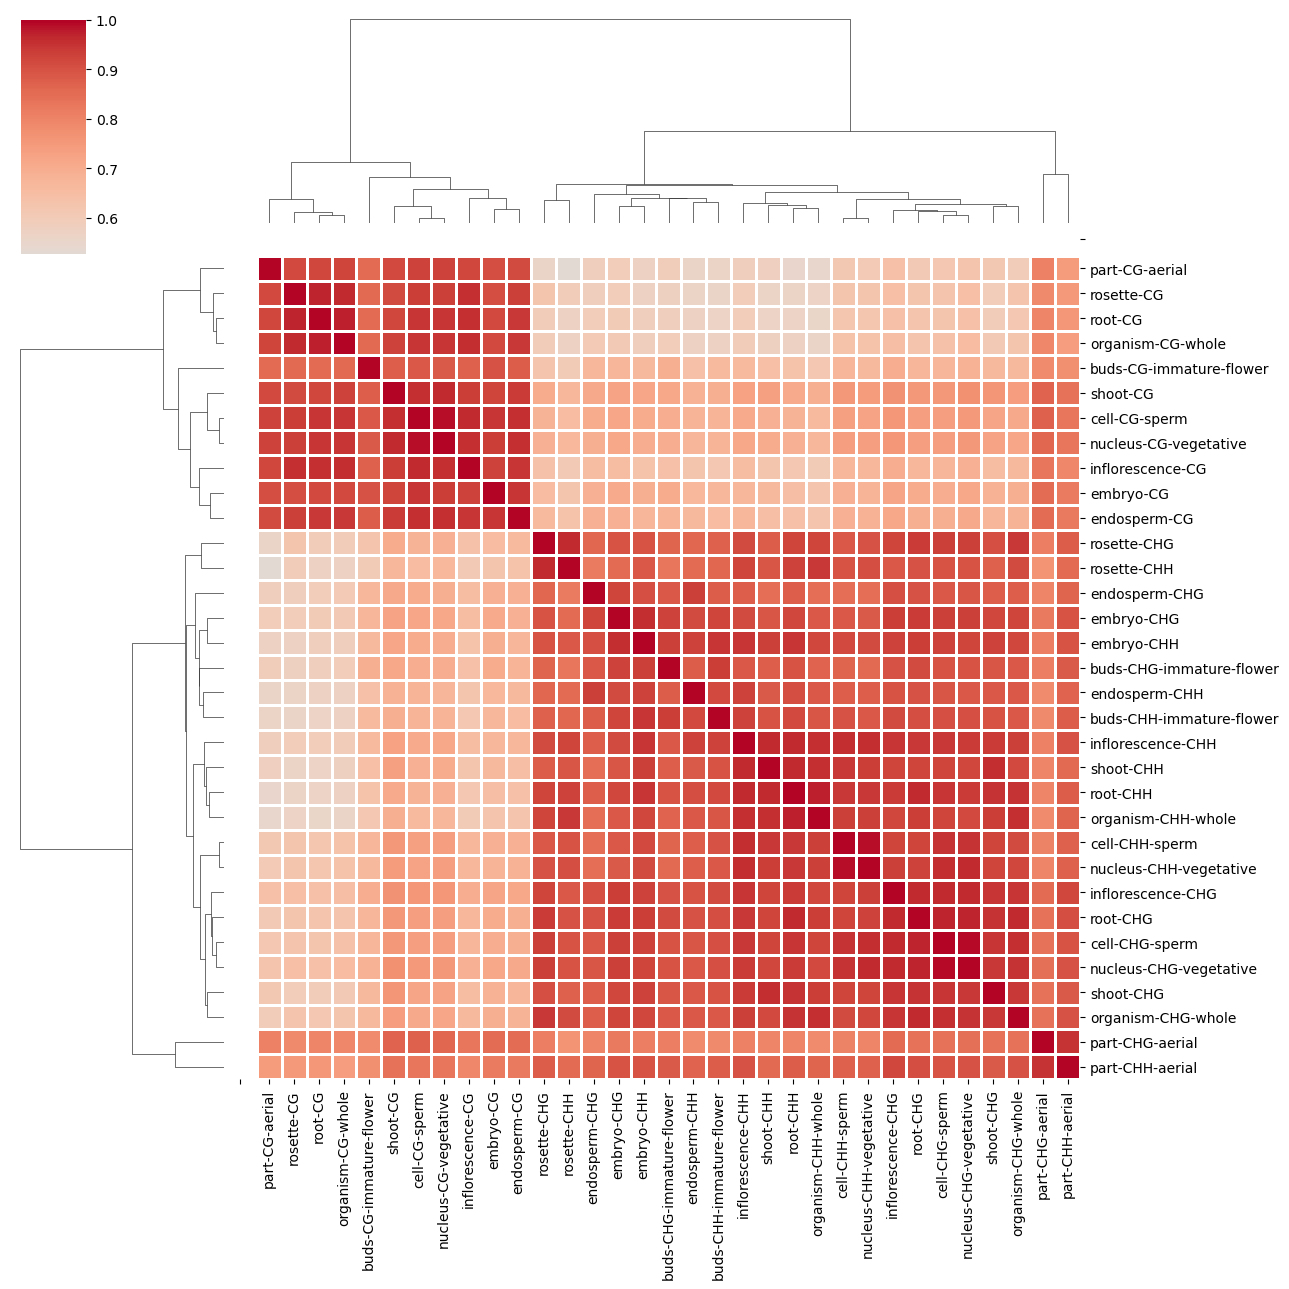 1.0
0.9
0.8
0.7
0.6
part-CG-aerial
rosette-CG
root-CG
organism-CG-whole
buds-CG-immature-flower
shoot-CG
cell-CG-sperm
nucleus-CG-vegetative
inflorescence-CG
embryo-CG
endosperm-CG
rosette-CHG
rosette-CHH
endosperm-CHG
embryo-CHG
embryo-CHH
buds-CHG-immature-flower
endosperm-CHH
buds-CHH-immature-flower
inflorescence-CHH
shoot-CHH
root-CHH
organism-CHH-whole
cell-CHH-sperm
nucleus-CHH-vegetative
inflorescence-CHG
root-CHG
cell-CHG-sperm
nucleus-CHG-vegetative
shoot-CHG
organism-CHG-whole
part-CHG-aerial
part-CHH-aerial
part-CG-aerial
rosette-CG
root-CG
organism-CG-whole
buds-CG-immature-flower
shoot-CG
cell-CG-sperm
nucleus-CG-vegetative
inflorescence-CG
embryo-CG
endosperm-CG
rosette-CHG
rosette-CHH
endosperm-CHG
embryo-CHG
embryo-CHH
buds-CHG-immature-flower
endosperm-CHH
buds-CHH-immature-flower
inflorescence-CHH
shoot-CHH
root-CHH
organism-CHH-whole
cell-CHH-sperm
nucleus-CHH-vegetative
inflorescence-CHG
root-CHG
cell-CHG-sperm
nucleus-CHG-vegetative
shoot-CHG
organism-CHG-whole
part-CHG-aerial
part-CHH-aerial